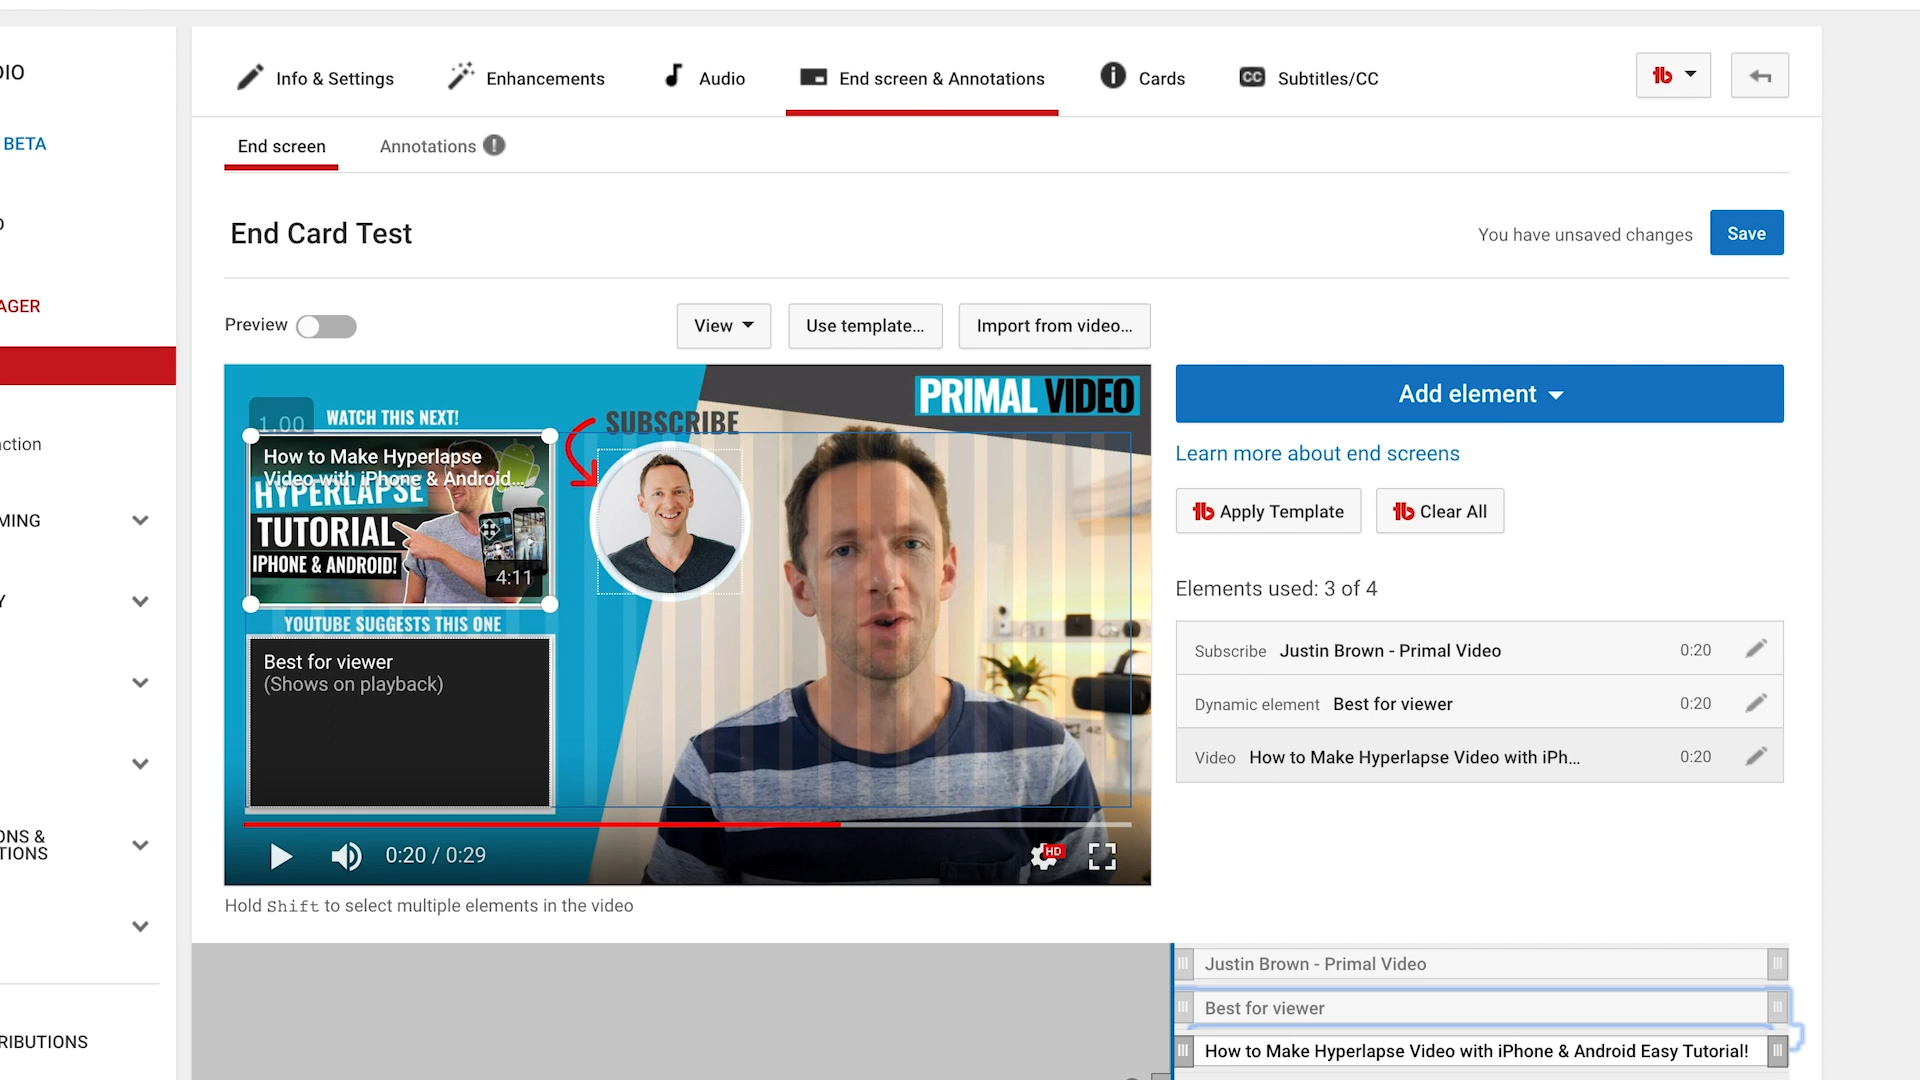 DIO
Info & Settings
Enhancements
Audio
End screen & Annotations
Cards
CC Subtitles/CC
BETA
End screen
Annotations
End Card Test
You have unsaved changes
Save
AGER
Preview
View
Use template...
Import from video...
Add element
Learn more about end screens
Apply Template
Clear All
Elements used: 3 of 4
Subscribe Justin Brown - Primal Video 0:20
Dynamic element Best for viewer 0:20
Video How to Make Hyperlapse Video with iPh... 0:20
1.00
WATCH THIS NEXT!
SUBSCRIBE
PRIMAL VIDEO
How to Make Hyperlapse
Video with iPhone & Android...
HYPERLAPSE
TUTORIAL
IPHONE & ANDROID!
4:11
YOUTUBE SUGGESTS THIS ONE
Best for viewer
(Shows on playback)
0:20 / 0:29
HD
Hold Shift to select multiple elements in the video
ction
MING
Y
ONS &
TIONS
RIBUTIONS
Justin Brown - Primal Video
Best for viewer
How to Make Hyperlapse Video with iPhone & Android Easy Tutorial!